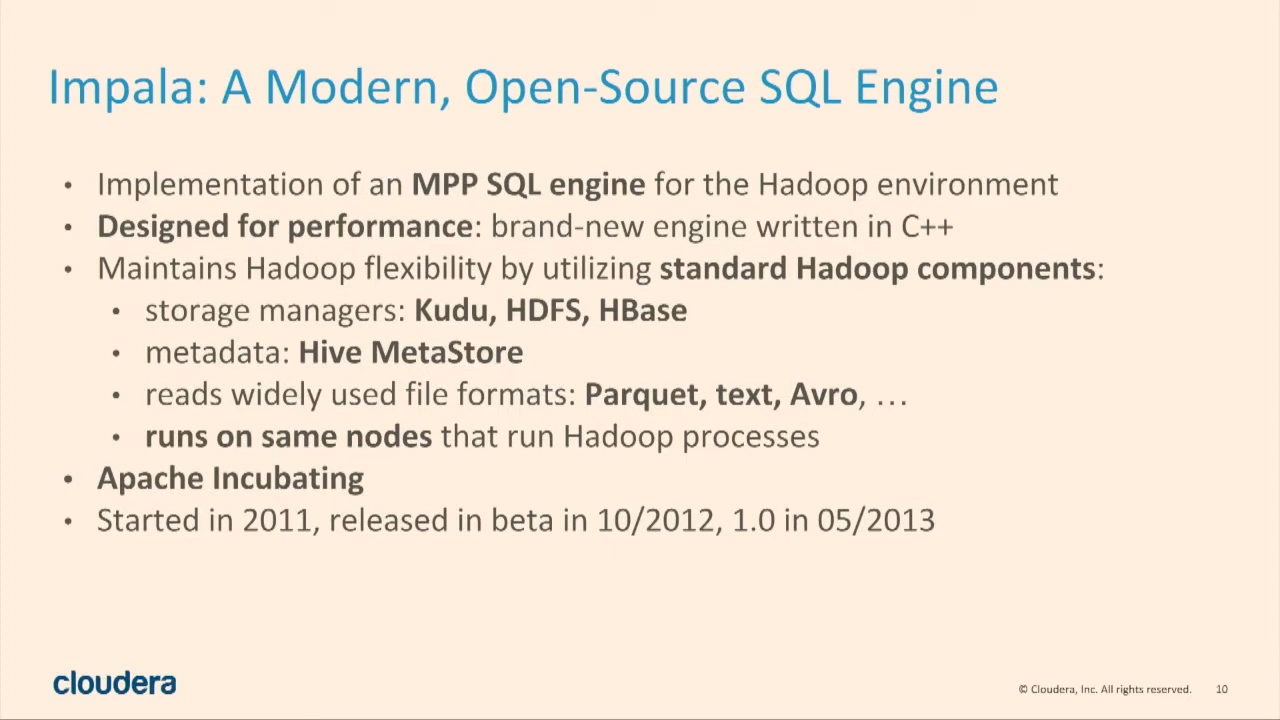 Impala: A Modern, Open-Source SQL Engine
• Implementation of an MPP SQL engine for the Hadoop environment
• Designed for performance: brand-new engine written in C++
• Maintains Hadoop flexibility by utilizing standard Hadoop components:
• storage managers: Kudu, HDFS, HBase
• metadata: Hive MetaStore
• reads widely used file formats: Parquet, text, Avro, …
• runs on same nodes that run Hadoop processes
• Apache Incubating
• Started in 2011, released in beta in 10/2012, 1.0 in 05/2013
cloudera
© Cloudera, Inc. All rights reserved. 10